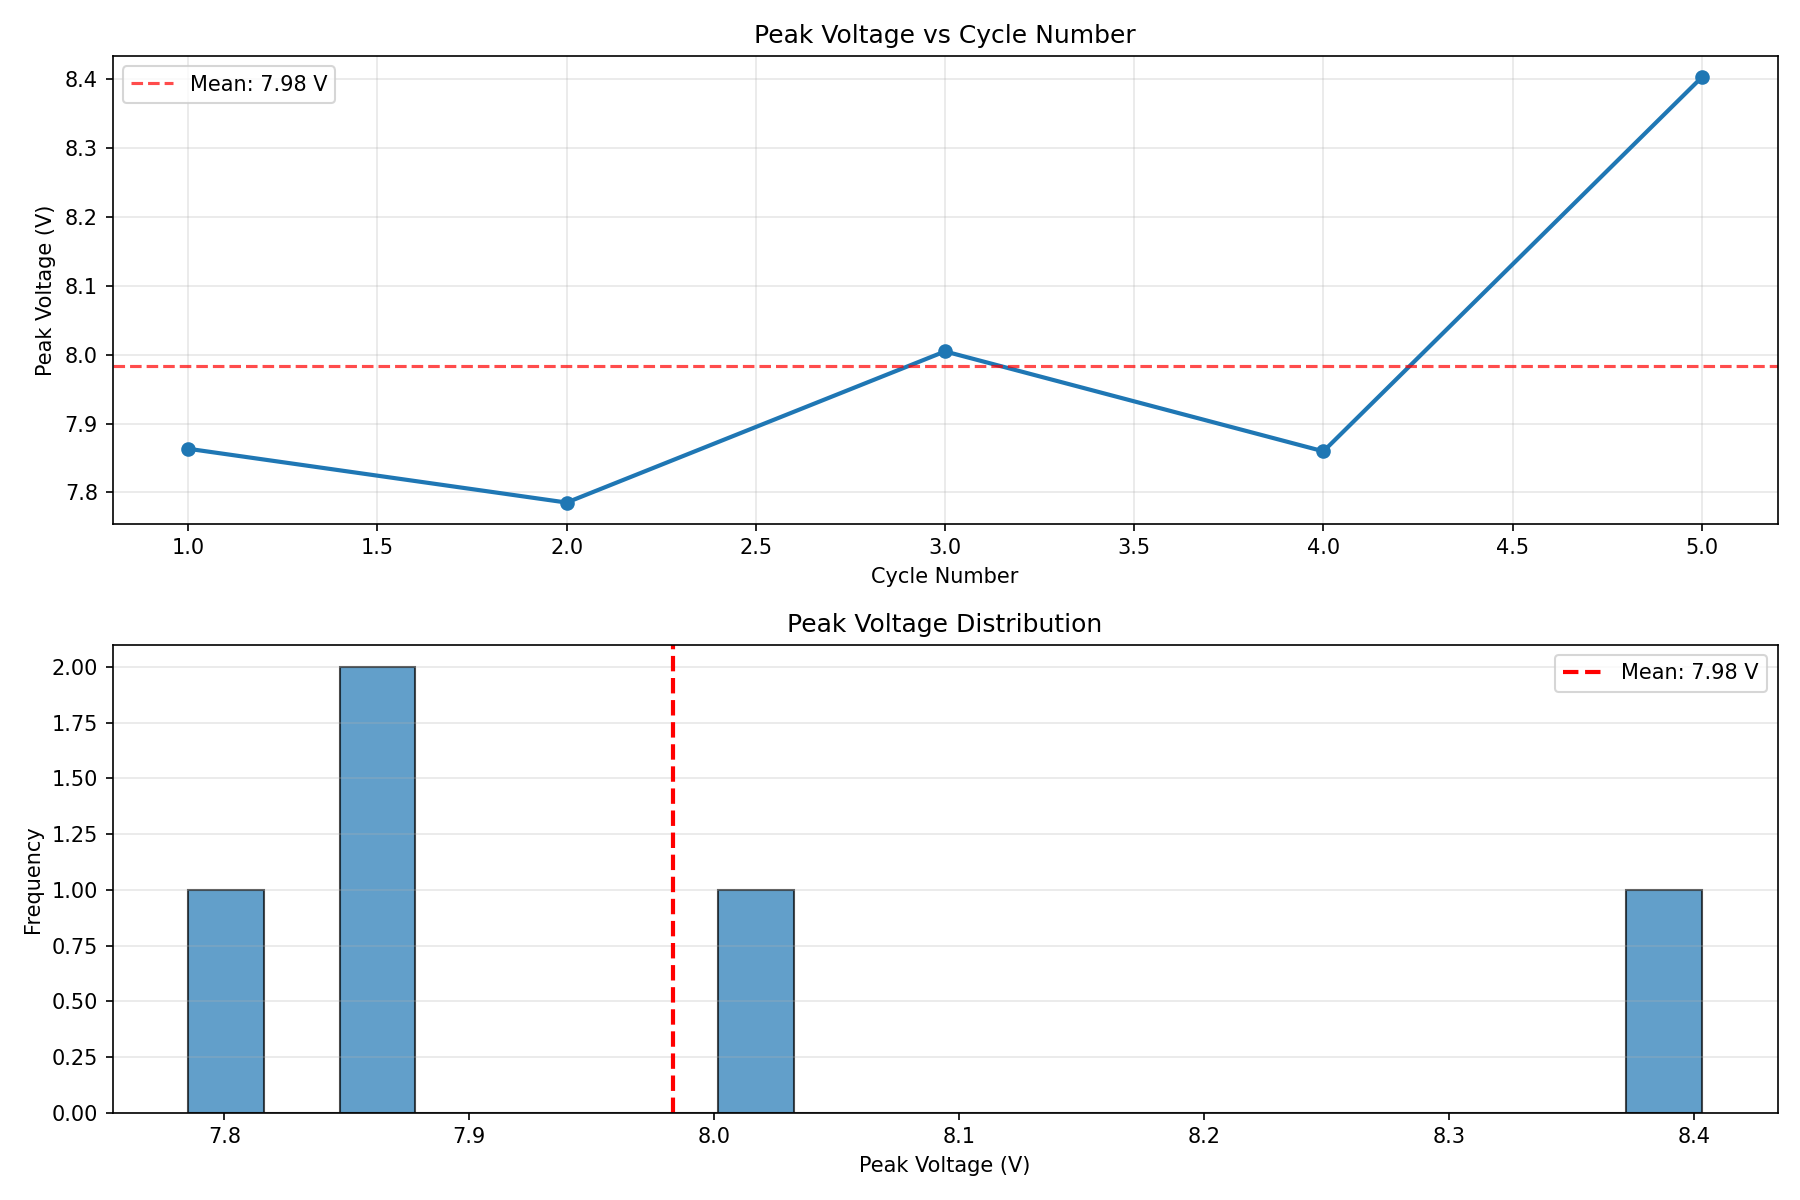 Peak Voltage vs Cycle Number
Mean: 7.98 V
Peak Voltage (V)
8.4
8.3
8.2
8.1
8.0
7.9
7.8
1.0 1.5 2.0 2.5 3.0 3.5 4.0 4.5 5.0
Cycle Number
Peak Voltage Distribution
Mean: 7.98 V
Frequency
2.00
1.75
1.50
1.25
1.00
0.75
0.50
0.25
0.00
7.8 7.9 8.0 8.1 8.2 8.3 8.4
Peak Voltage (V)